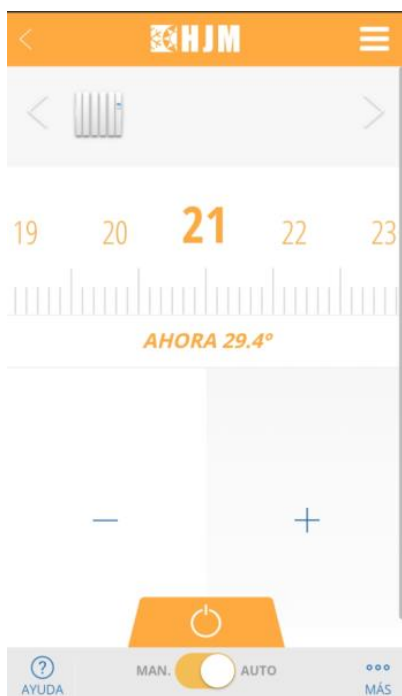 HJM
19 20 21 22 23
AHORA 29.4º
MAN. AUTO
AYUDA
MÁS